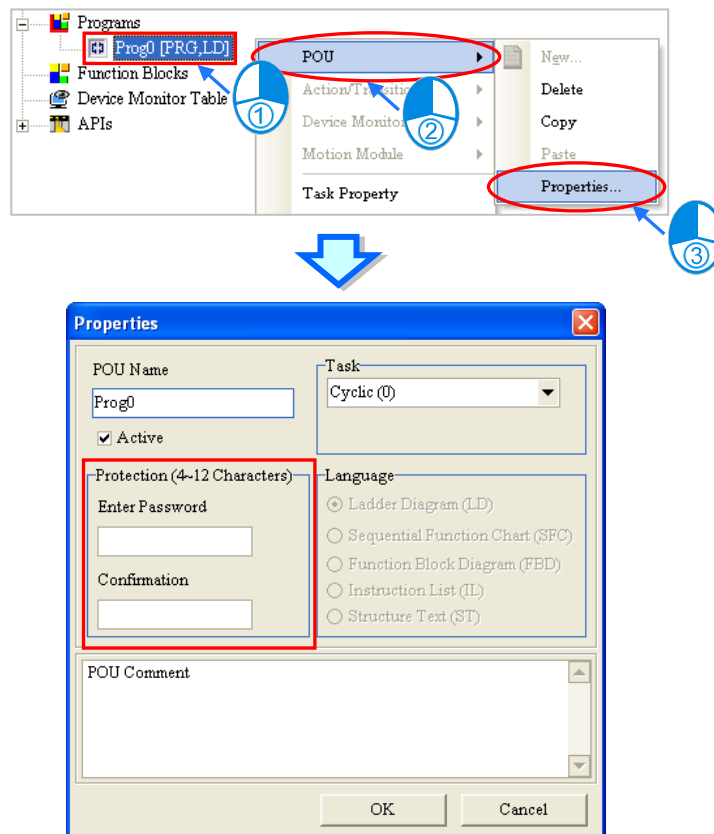 Programs
Prog0 [PRG,LD]
Function Blocks
Device Monitor Table
APIs
POU
Device Monitor
Motion Module
Task Property
New...
Delete
Copy
Paste
Properties...
1
2
3
Properties
POU Name
Prog0
Active
Task
Cyclic (0)
Protection (4~12 Characters)
Enter Password
Confirmation
Language
Ladder Diagram (LD)
Sequential Function Chart (SFC)
Function Block Diagram (FBD)
Instruction List (IL)
Structure Text (ST)
POU Comment
OK
Cancel